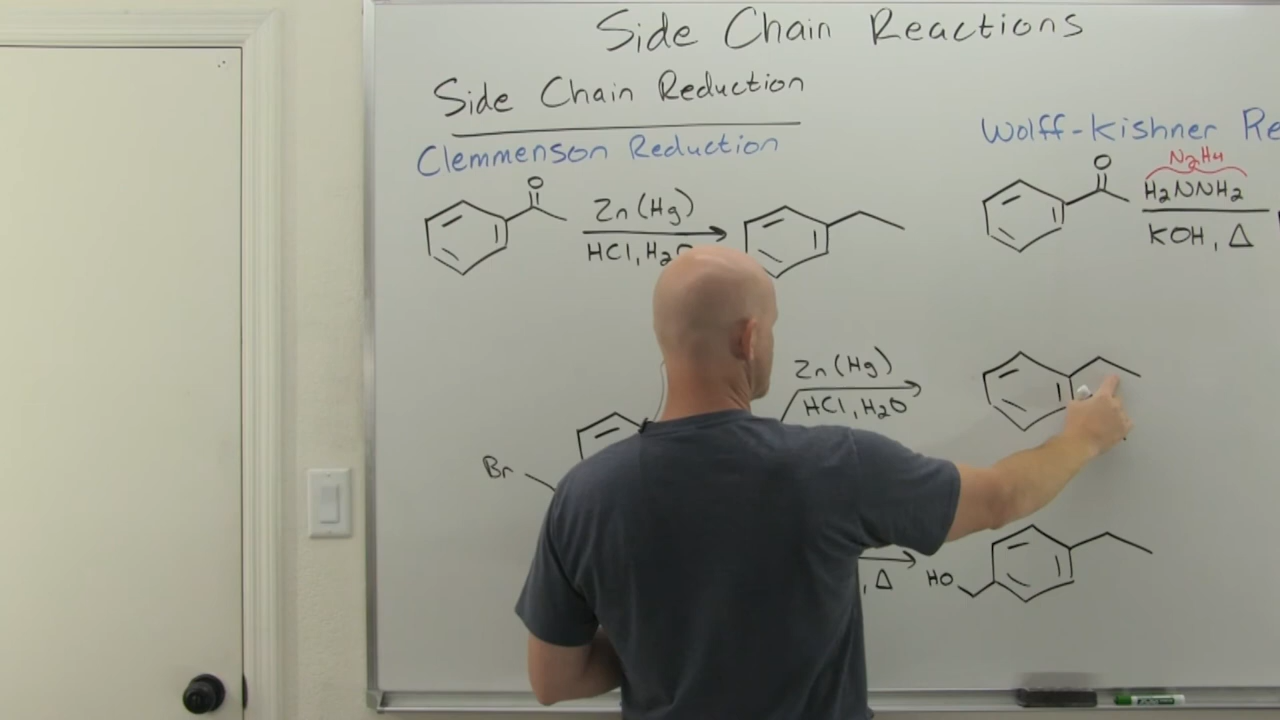 Side Chain Reactions
Side Chain Reduction
Clemmenson Reduction
Wolff-Kishner
O
Zn(Hg)
HCl, H2O
O
N2H4
H2NNH2
KOH, Δ
Br
Zn(Hg)
HCl, H2O
, Δ
HO